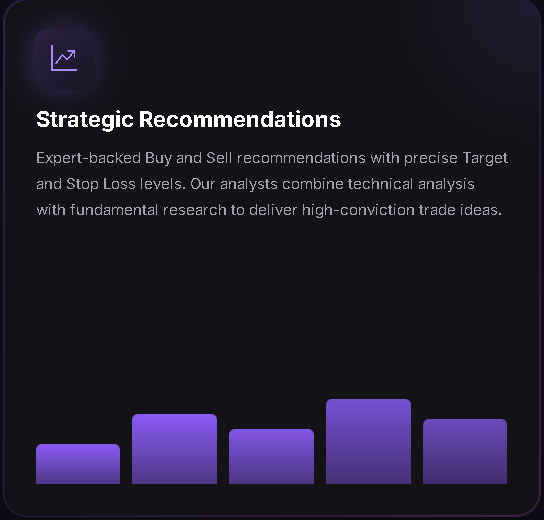 Strategic Recommendations
Expert-backed Buy and Sell recommendations with precise Target
and Stop Loss levels. Our analysts combine technical analysis
with fundamental research to deliver high-conviction trade ideas.